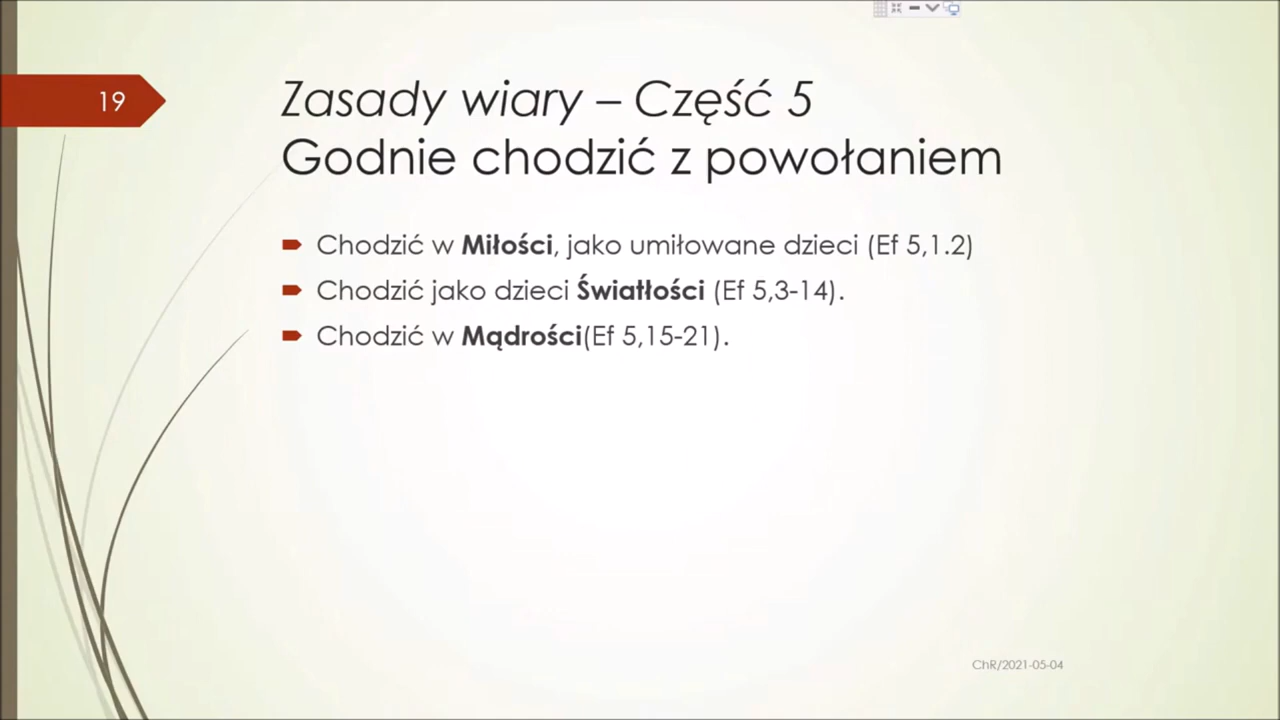 19
Zasady wiary – Część 5
Godnie chodzić z powołaniem
Chodzić w Miłości, jako umiłowane dzieci (Ef 5,1.2)
Chodzić jako dzieci Światłości (Ef 5,3-14).
Chodzić w Mądrości(Ef 5,15-21).
ChR/2021-05-04